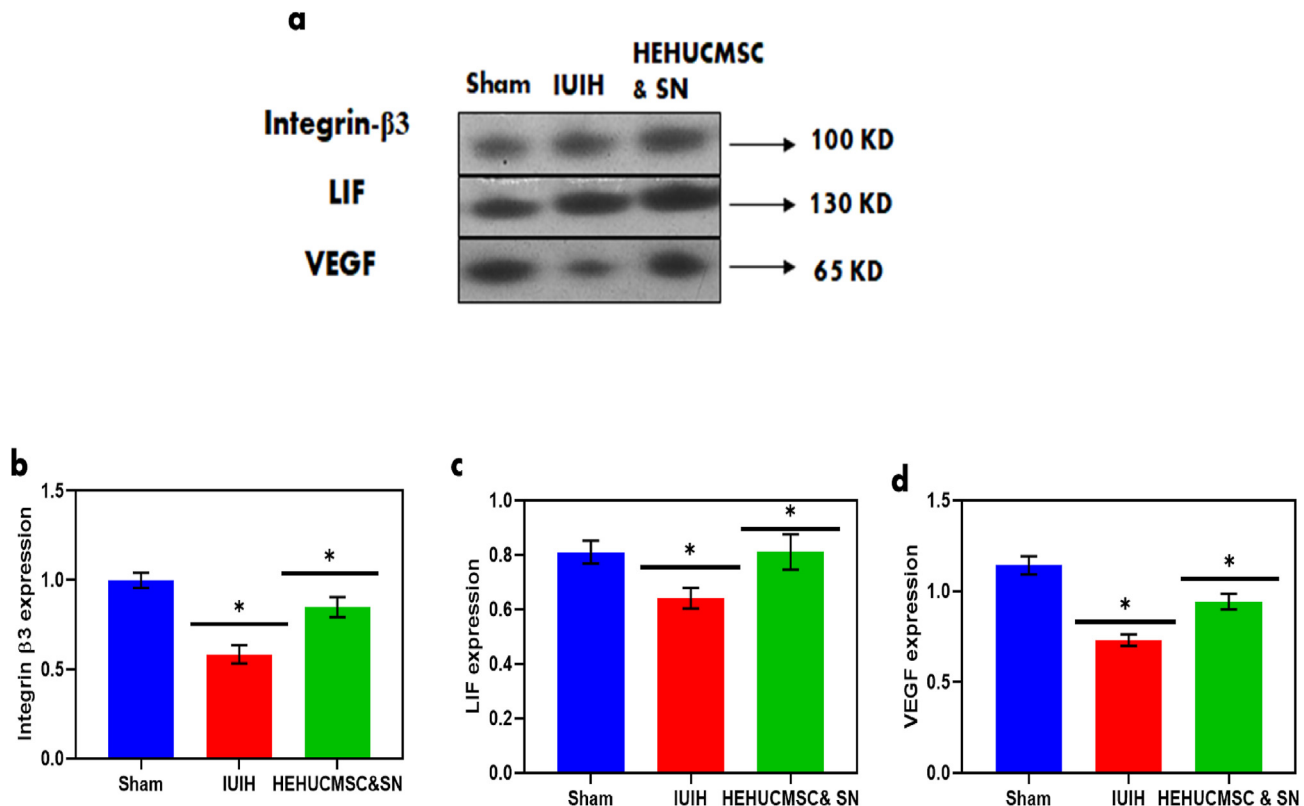 a
Sham IUIH HEHUCMSC
& SN
Integrin-β3 100 KD
LIF 130 KD
VEGF 65 KD
b
Integrin β3 expression
1.5
1.0
0.5
0.0
*
*
Sham IUIH HEHUCMSC&SN
c
LIF expression
1.0
0.8
0.6
0.4
0.2
0.0
*
*
Sham IUIH HEHUCMSC& SN
d
VEGF expression
1.5
1.0
0.5
0.0
*
*
Sham IUIH HEHUCMSC & SN